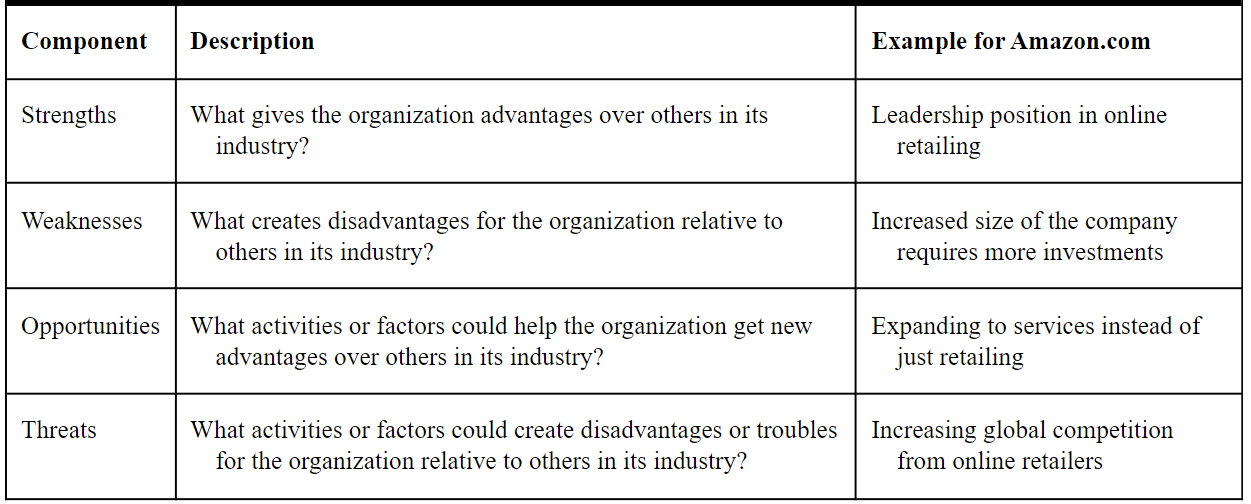 Component Description Example for Amazon.com
Strengths What gives the organization advantages over others in its Leadership position in online
industry? retailing
Weaknesses What creates disadvantages for the organization relative to Increased size of the company
others in its industry? requires more investments
Opportunities What activities or factors could help the organization get new Expanding to services instead of
advantages over others in its industry? just retailing
Threats What activities or factors could create disadvantages or troubles Increasing global competition
for the organization relative to others in its industry? from online retailers